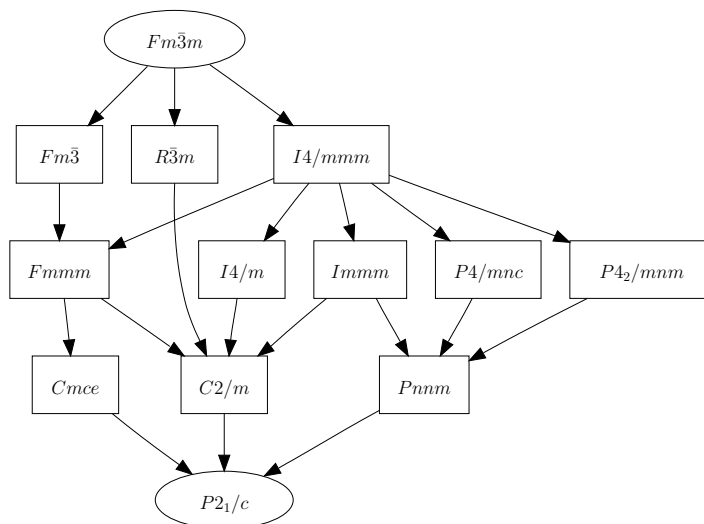 Fm3̄m
Fm3̄
R3̄m
I4/mmm
Fmmm
I4/m
Immm
P4/mnc
P4₂/mnm
Cmce
C2/m
Pnnm
P2₁/c